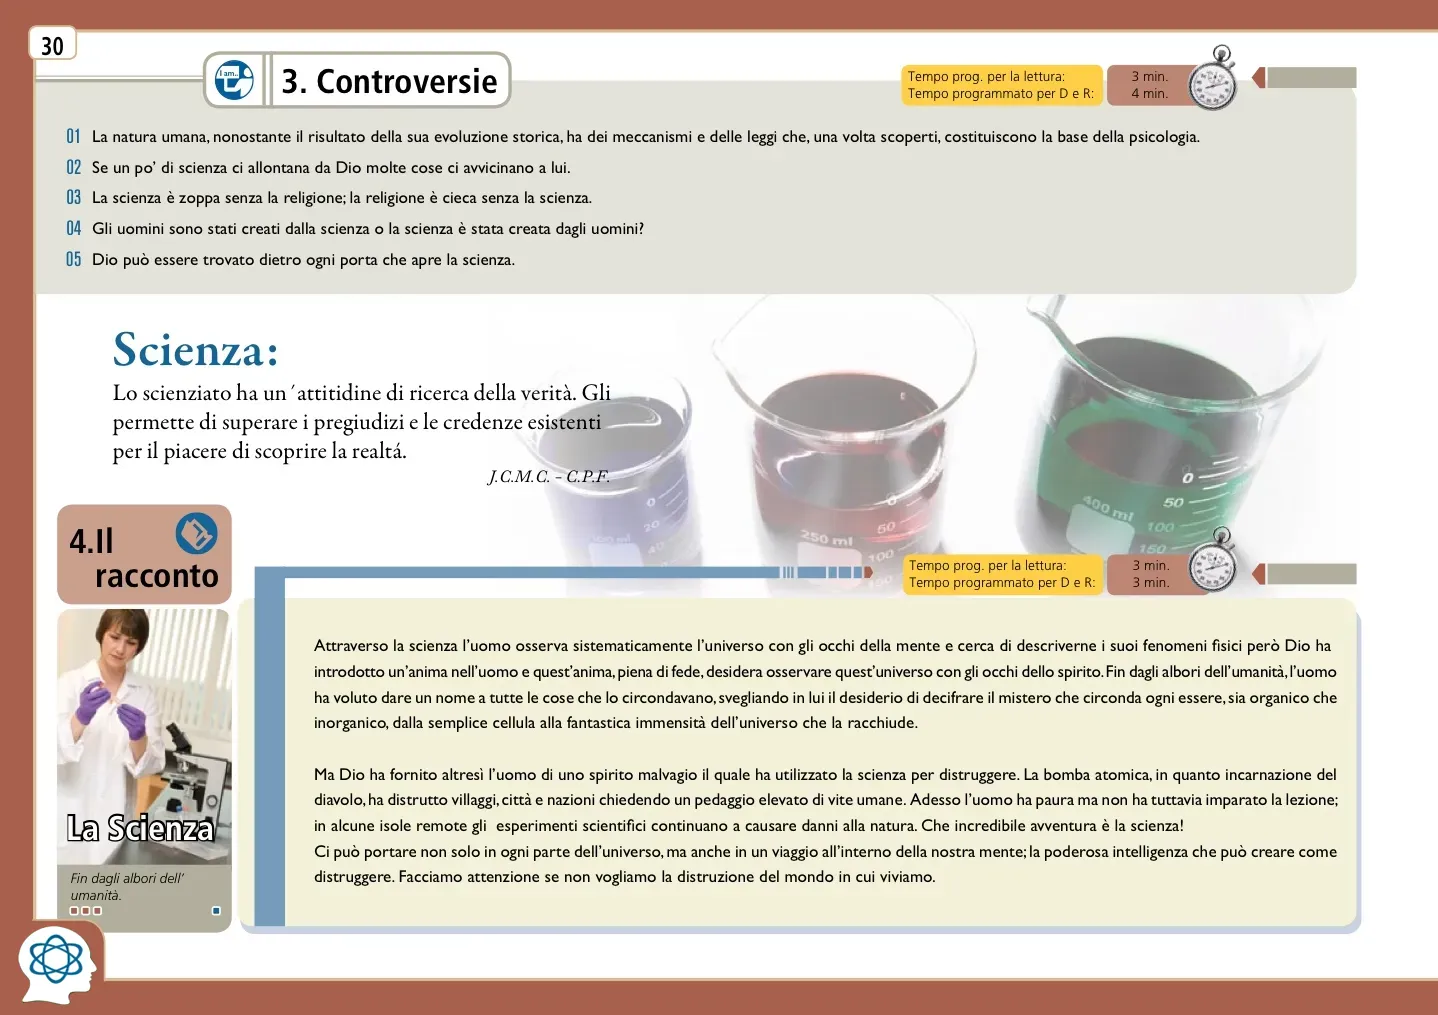 30
I am...
3. Controversie
Tempo prog. per la lettura: 3 min.
Tempo programmato per D e R: 4 min.
01 La natura umana, nonostante il risultato della sua evoluzione storica, ha dei meccanismi e delle leggi che, una volta scoperti, costituiscono la base della psicologia.
02 Se un po’ di scienza ci allontana da Dio molte cose ci avvicinano a lui.
03 La scienza è zoppa senza la religione; la religione è cieca senza la scienza.
04 Gli uomini sono stati creati dalla scienza o la scienza è stata creata dagli uomini?
05 Dio può essere trovato dietro ogni porta che apre la scienza.
Scienza:
Lo scienziato ha un´attitidine di ricerca della verità. Gli
permette di superare i pregiudizi e le credenze esistenti
per il piacere di scoprire la realtá.
J.C.M.C. – C.P.F.
0
20
100 ml
40
0
50
250 ml
100
0
50
400 ml
100
150
4.Il
racconto
Tempo prog. per la lettura: 3 min.
Tempo programmato per D e R: 3 min.
La Scienza
Fin dagli albori dell’
umanità.
Attraverso la scienza l’uomo osserva sistematicamente l’universo con gli occhi della mente e cerca di descriverne i suoi fenomeni fisici però Dio ha
introdotto un’anima nell’uomo e quest’anima, piena di fede, desidera osservare quest’universo con gli occhi dello spirito. Fin dagli albori dell’umanità, l’uomo
ha voluto dare un nome a tutte le cose che lo circondavano, svegliando in lui il desiderio di decifrare il mistero che circonda ogni essere, sia organico che
inorganico, dalla semplice cellula alla fantastica immensità dell’universo che la racchiude.
Ma Dio ha fornito altresì l’uomo di uno spirito malvagio il quale ha utilizzato la scienza per distruggere. La bomba atomica, in quanto incarnazione del
diavolo, ha distrutto villaggi, città e nazioni chiedendo un pedaggio elevato di vite umane. Adesso l’uomo ha paura ma non ha tuttavia imparato la lezione;
in alcune isole remote gli esperimenti scientifici continuano a causare danni alla natura. Che incredibile avventura è la scienza!
Ci può portare non solo in ogni parte dell’universo, ma anche in un viaggio all’interno della nostra mente; la poderosa intelligenza che può creare come
distruggere. Facciamo attenzione se non vogliamo la distruzione del mondo in cui viviamo.